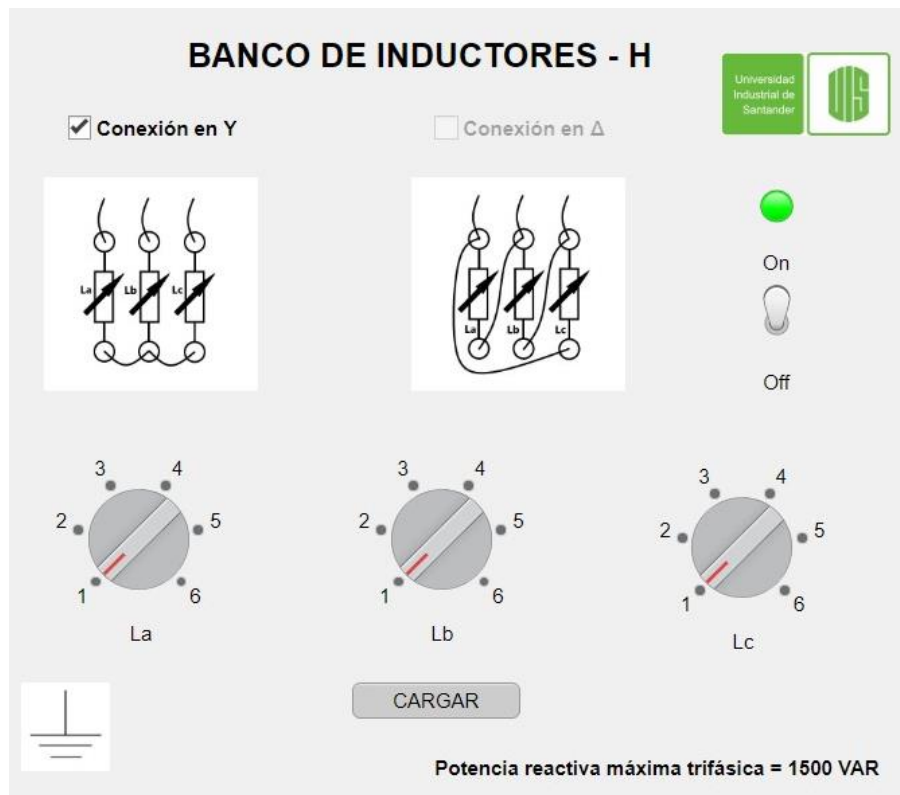 BANCO DE INDUCTORES - H
Universidad
Industrial de
Santander
UIS
Conexión en Y
Conexión en Δ
La
Lb
Lc
La
Lb
Lc
On
Off
3
4
2
5
1
6
La
3
4
2
5
1
6
Lb
3
4
2
5
1
6
Lc
CARGAR
Potencia reactiva máxima trifásica = 1500 VAR